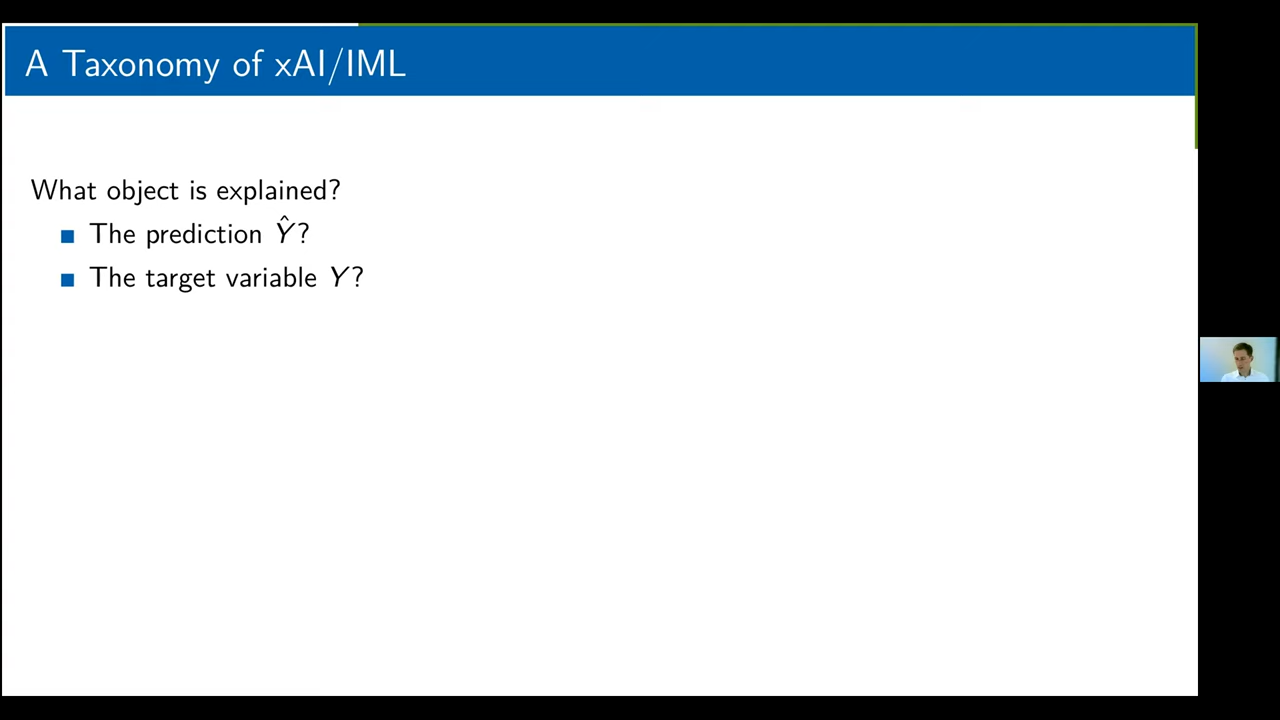 A Taxonomy of xAI/IML
What object is explained?
■ The prediction Ŷ?
■ The target variable Y?